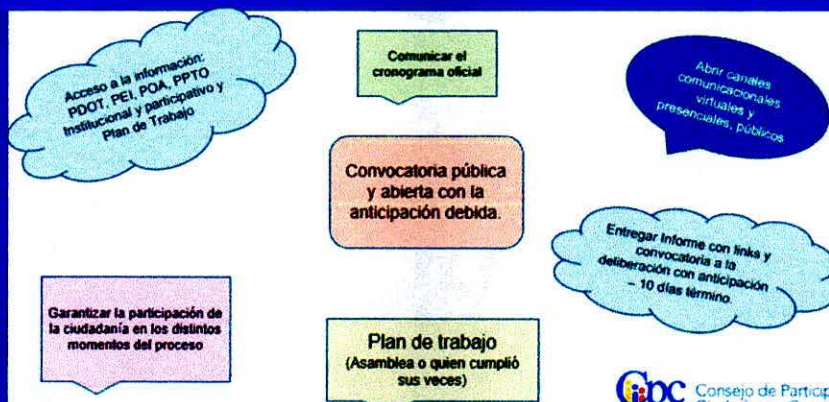 Acceso a la información:
PDOT, PEI, POA, PPTO
Institucional y participativo y
Plan de Trabajo
Comunicar el
cronograma oficial
Abrir canales
comunicacionales
virtuales y
presenciales, públicos
Convocatoria pública
y abierta con la
anticipación debida.
Entregar Informe con links y
convocatoria a la
deliberación con anticipación
– 10 días término.
Garantizar la participación de
la ciudadanía en los distintos
momentos del proceso
Plan de trabajo
(Asamblea o quien cumplió
sus veces)
Cpc Consejo de Particip